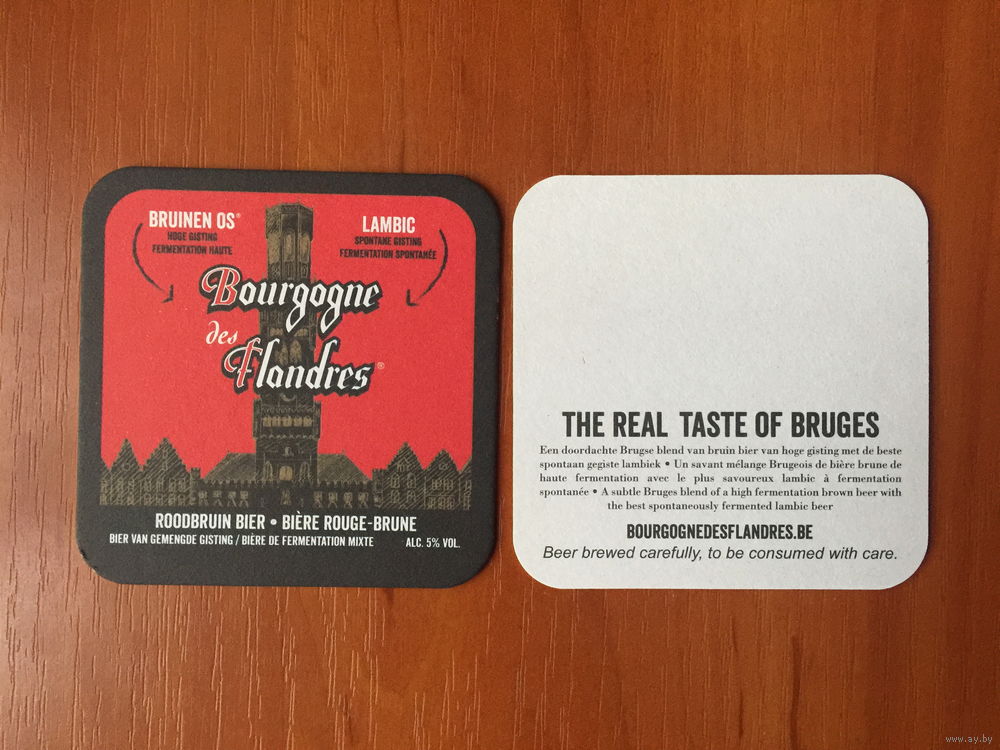 BRUINEN OS®
HOGE GISTING
FERMENTATION HAUTE
LAMBIC
SPONTANE GISTING
FERMENTATION SPONTANÉE
Bourgogne
des
Flandres®
ROODBRUIN BIER • BIÈRE ROUGE-BRUNE
BIER VAN GEMENGDE GISTING / BIÈRE DE FERMENTATION MIXTE ALC. 5% VOL.
THE REAL TASTE OF BRUGES
Een doordachte Brugse blend van bruin bier van hoge gisting met de beste
spontaan gegiste lambiek • Un savant mélange Brugeois de bière brune de
haute fermentation avec le plus savoureux lambic à fermentation
spontanée • A subtle Bruges blend of a high fermentation brown beer with
the best spontaneously fermented lambic beer
BOURGOGNEDESFLANDRES.BE
Beer brewed carefully, to be consumed with care.
www.ay.by